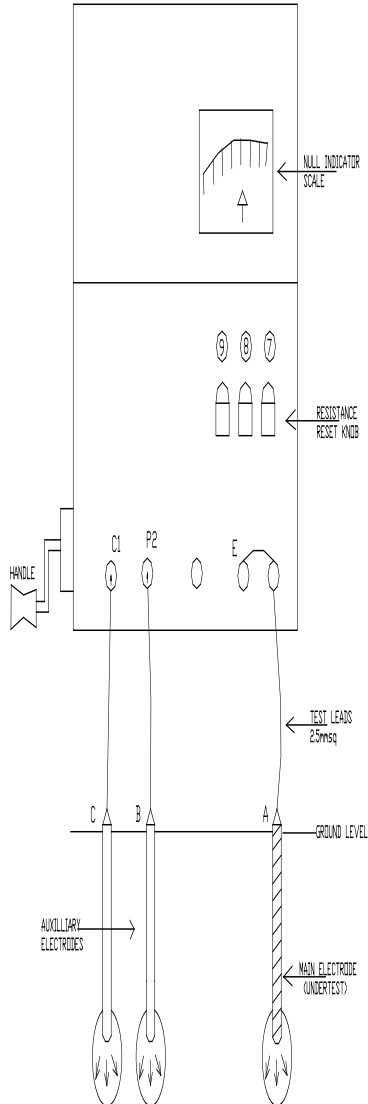 NULL INDICATOR
SCALE
9 8 7
RESISTANCE
RESET KNOB
C1 P2 E
HANDLE
TEST LEADS
2.5mmsq
C B A
GROUND LEVEL
AUXILLIARY
ELECTRODES
MAIN ELECTRODE
(UNDERTEST)